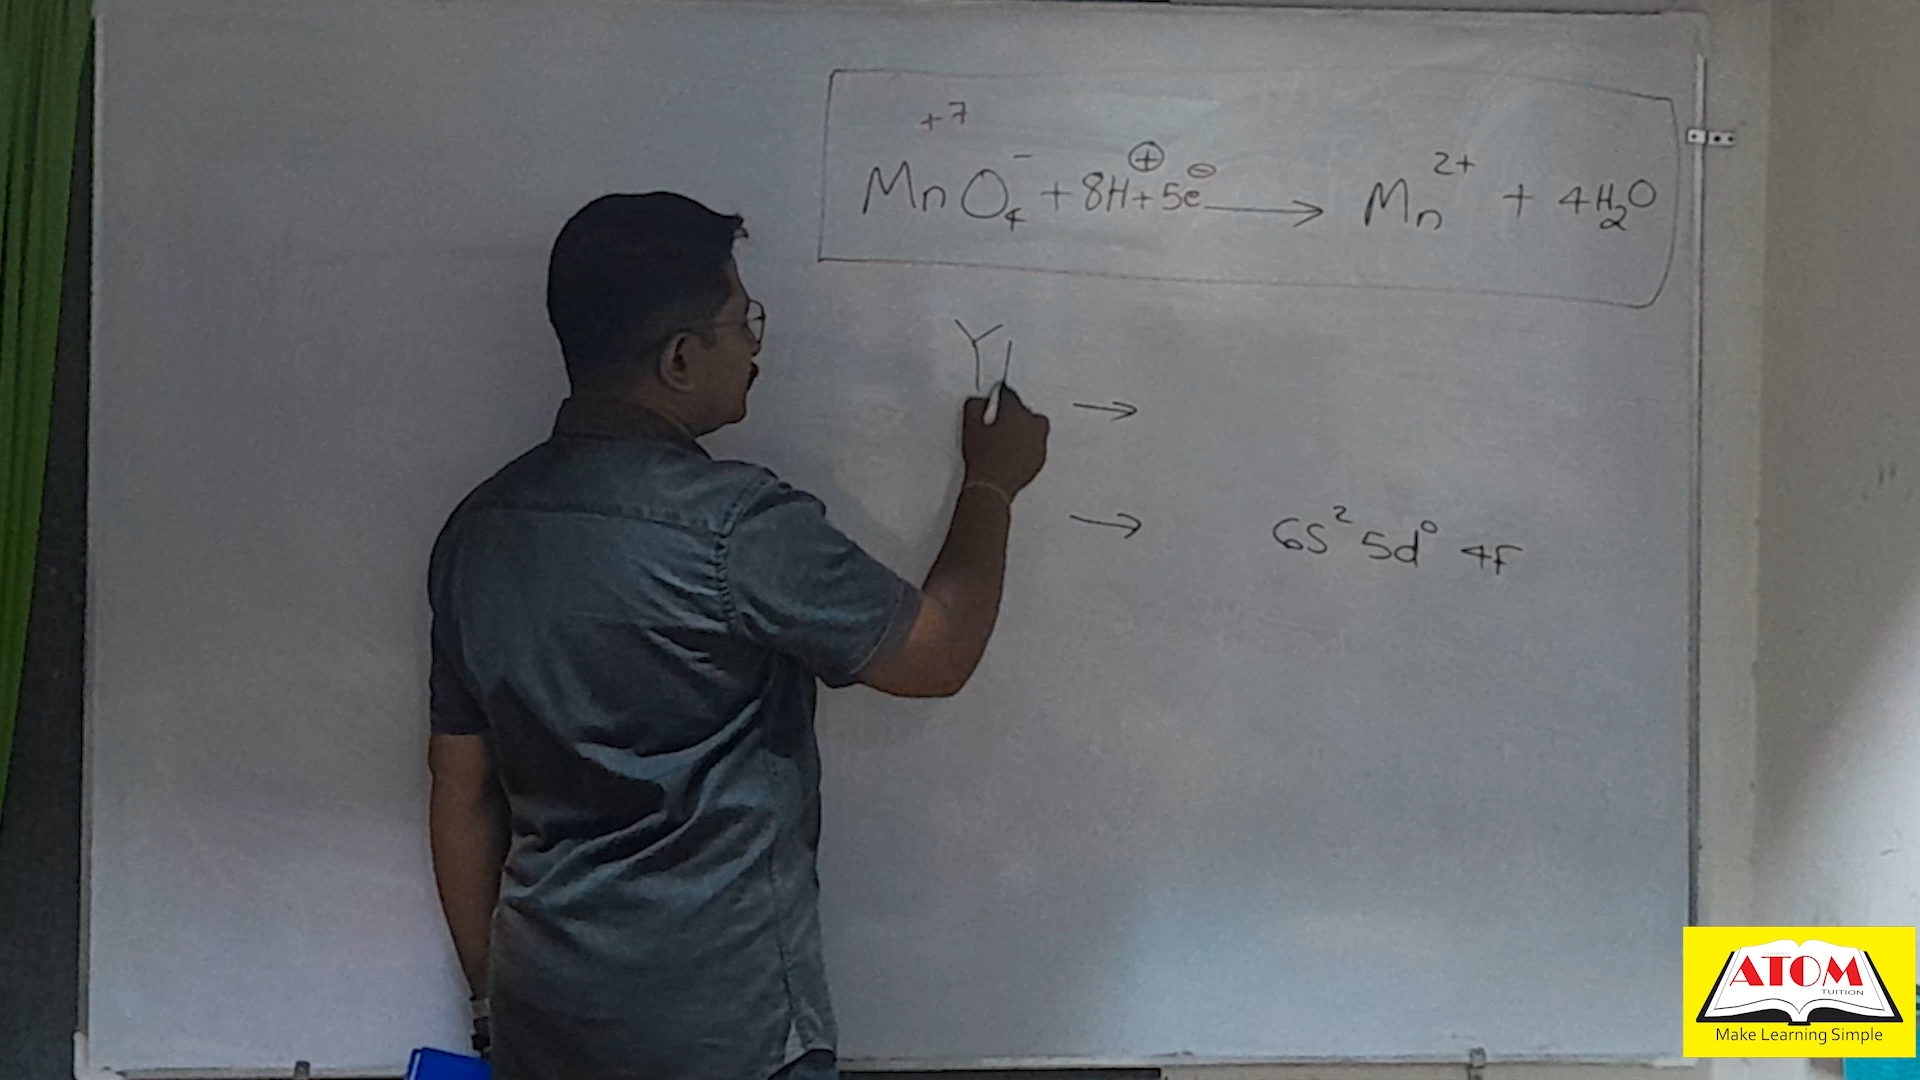 +7
MnO₄⁻ + 8H⊕ + 5e⊖ → Mn²⁺ + 4H₂O
Y
→
→ 6S² 5d⁰ 4f
ATOM
TUITION
Make Learning Simple